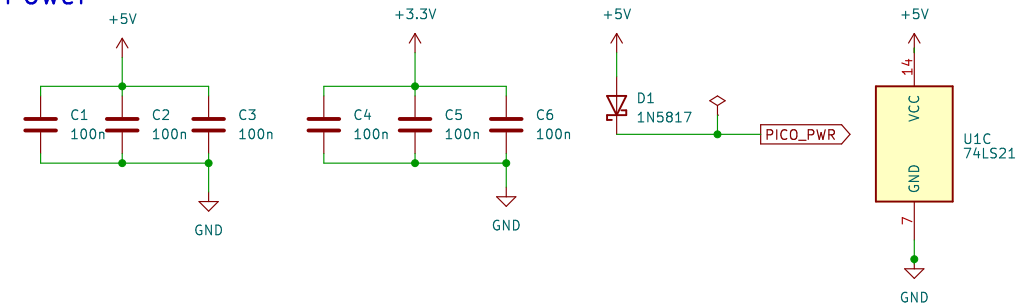 Power
+5V
C1
100n
C2
100n
C3
100n
GND
+3.3V
C4
100n
C5
100n
C6
100n
GND
+5V
D1
1N5817
PICO_PWR
+5V
14
VCC
U1C
74LS21
GND
7
GND